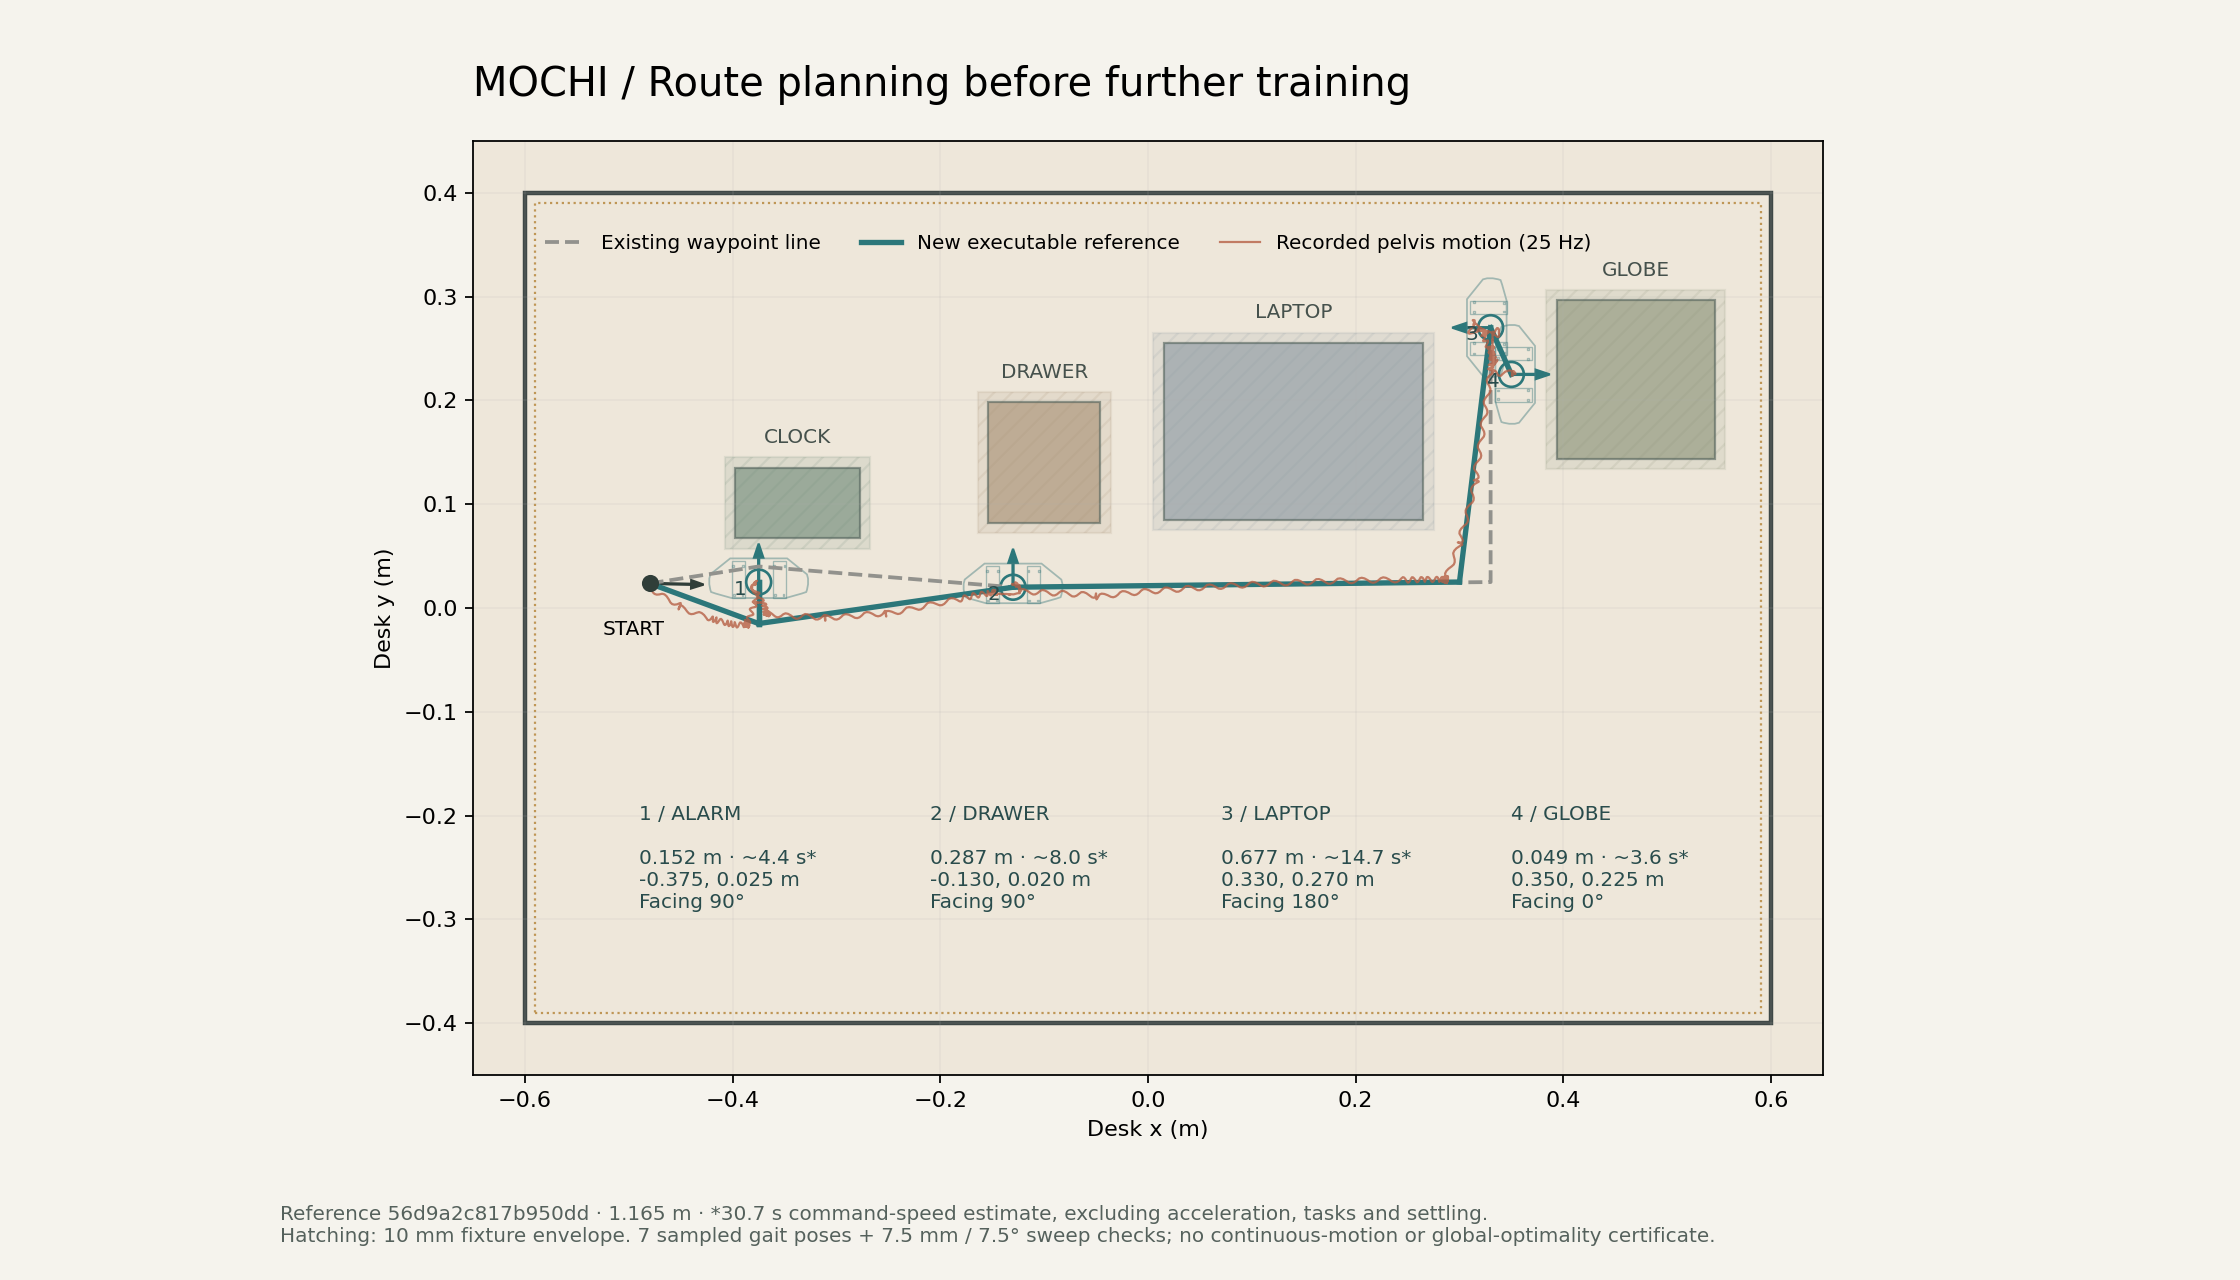 MOCHI / Route planning before further training
Existing waypoint line
New executable reference
Recorded pelvis motion (25 Hz)
GLOBE
LAPTOP
DRAWER
CLOCK
START
1
2
3
4
0.4
0.3
0.2
0.1
0.0
−0.1
−0.2
−0.3
−0.4
Desk y (m)
1 / ALARM
0.152 m · ~4.4 s*
-0.375, 0.025 m
Facing 90°
2 / DRAWER
0.287 m · ~8.0 s*
-0.130, 0.020 m
Facing 90°
3 / LAPTOP
0.677 m · ~14.7 s*
0.330, 0.270 m
Facing 180°
4 / GLOBE
0.049 m · ~3.6 s*
0.350, 0.225 m
Facing 0°
−0.6
−0.4
−0.2
0.0
0.2
0.4
0.6
Desk x (m)
Reference 56d9a2c817b950dd · 1.165 m · *30.7 s command-speed estimate, excluding acceleration, tasks and settling.
Hatching: 10 mm fixture envelope. 7 sampled gait poses + 7.5 mm / 7.5° sweep checks; no continuous-motion or global-optimality certificate.